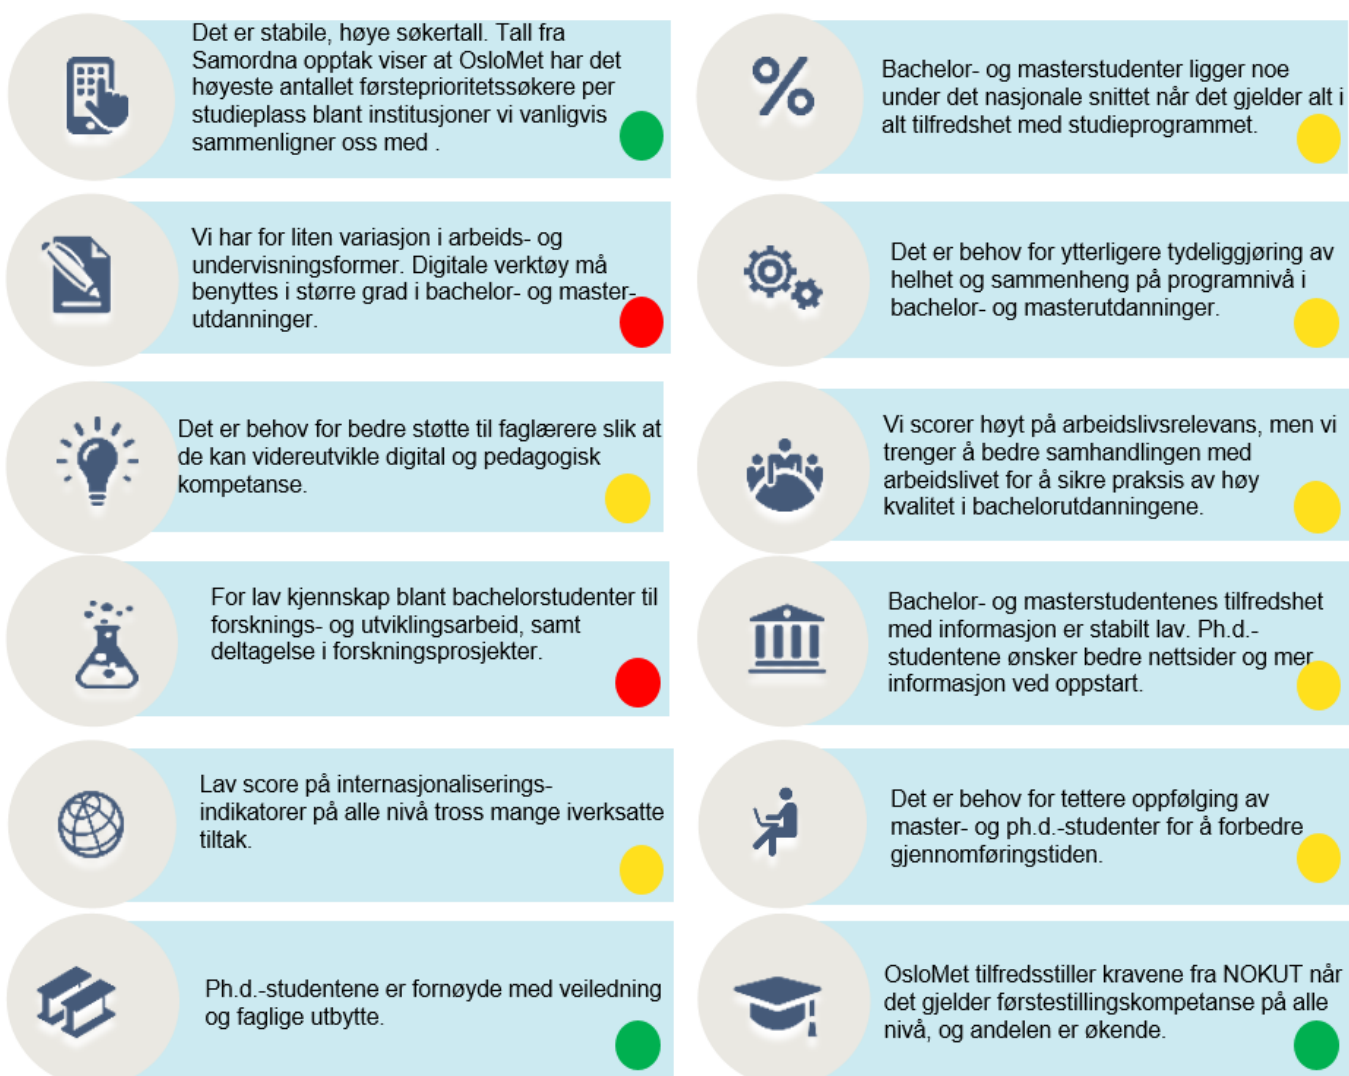 Det er stabile, høye søkertall. Tall fra
Samordna opptak viser at OsloMet har det
høyeste antallet førsteprioritetssøkere per
studieplass blant institusjoner vi vanligvis
sammenligner oss med .
Bachelor- og masterstudenter ligger noe
under det nasjonale snittet når det gjelder alt i
alt tilfredshet med studieprogrammet.
Vi har for liten variasjon i arbeids- og
undervisningsformer. Digitale verktøy må
benyttes i større grad i bachelor- og master-
utdanninger.
Det er behov for ytterligere tydeliggjøring av
helhet og sammenheng på programnivå i
bachelor- og masterutdanninger.
Det er behov for bedre støtte til faglærere slik at
de kan videreutvikle digital og pedagogisk
kompetanse.
Vi scorer høyt på arbeidslivsrelevans, men vi
trenger å bedre samhandlingen med
arbeidslivet for å sikre praksis av høy
kvalitet i bachelorutdanningene.
For lav kjennskap blant bachelorstudenter til
forsknings- og utviklingsarbeid, samt
deltagelse i forskningsprosjekter.
Bachelor- og masterstudentenes tilfredshet
med informasjon er stabilt lav. Ph.d.-
studentene ønsker bedre nettsider og mer
informasjon ved oppstart.
Lav score på internasjonaliserings-
indikatorer på alle nivå tross mange iverksatte
tiltak.
Det er behov for tettere oppfølging av
master- og ph.d.-studenter for å forbedre
gjennomføringstiden.
Ph.d.-studentene er fornøyde med veiledning
og faglige utbytte.
OsloMet tilfredsstiller kravene fra NOKUT når
det gjelder førstestillingskompetanse på alle
nivå, og andelen er økende.